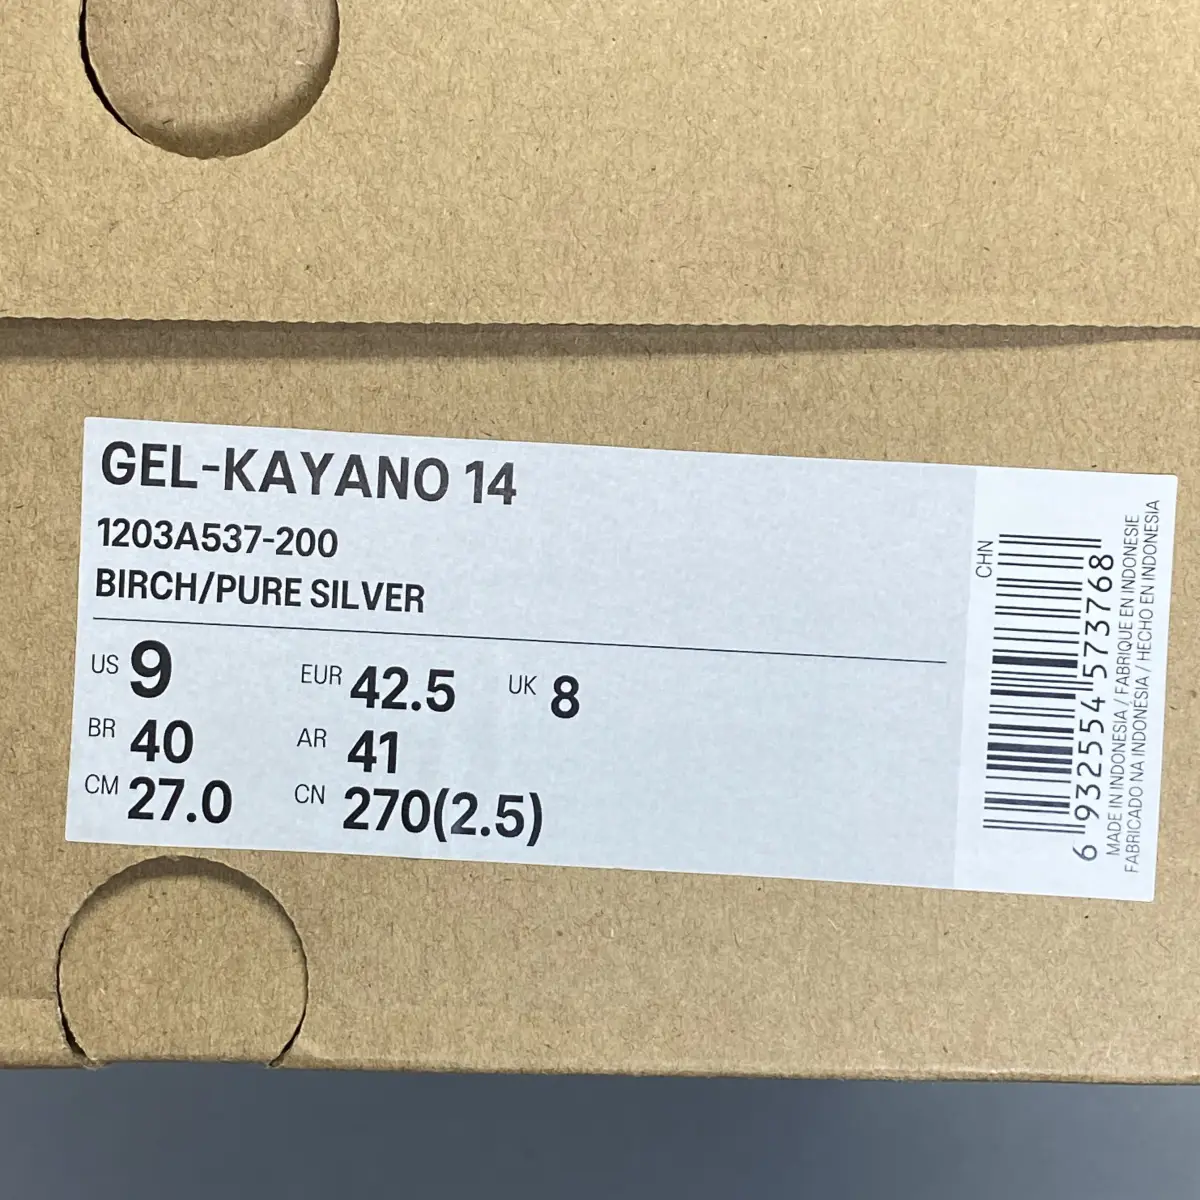 GEL-KAYANO 14
1203A537-200
BIRCH/PURE SILVER
US 9 EUR 42.5 UK 8
BR 40 AR 41
CM 27.0 CN 270(2.5)
CHN
6 932554 573768
MADE IN INDONESIA / FABRIQUE EN INDONESIE
FABRICADO NA INDONÉSIA / HECHO EN INDONESIA